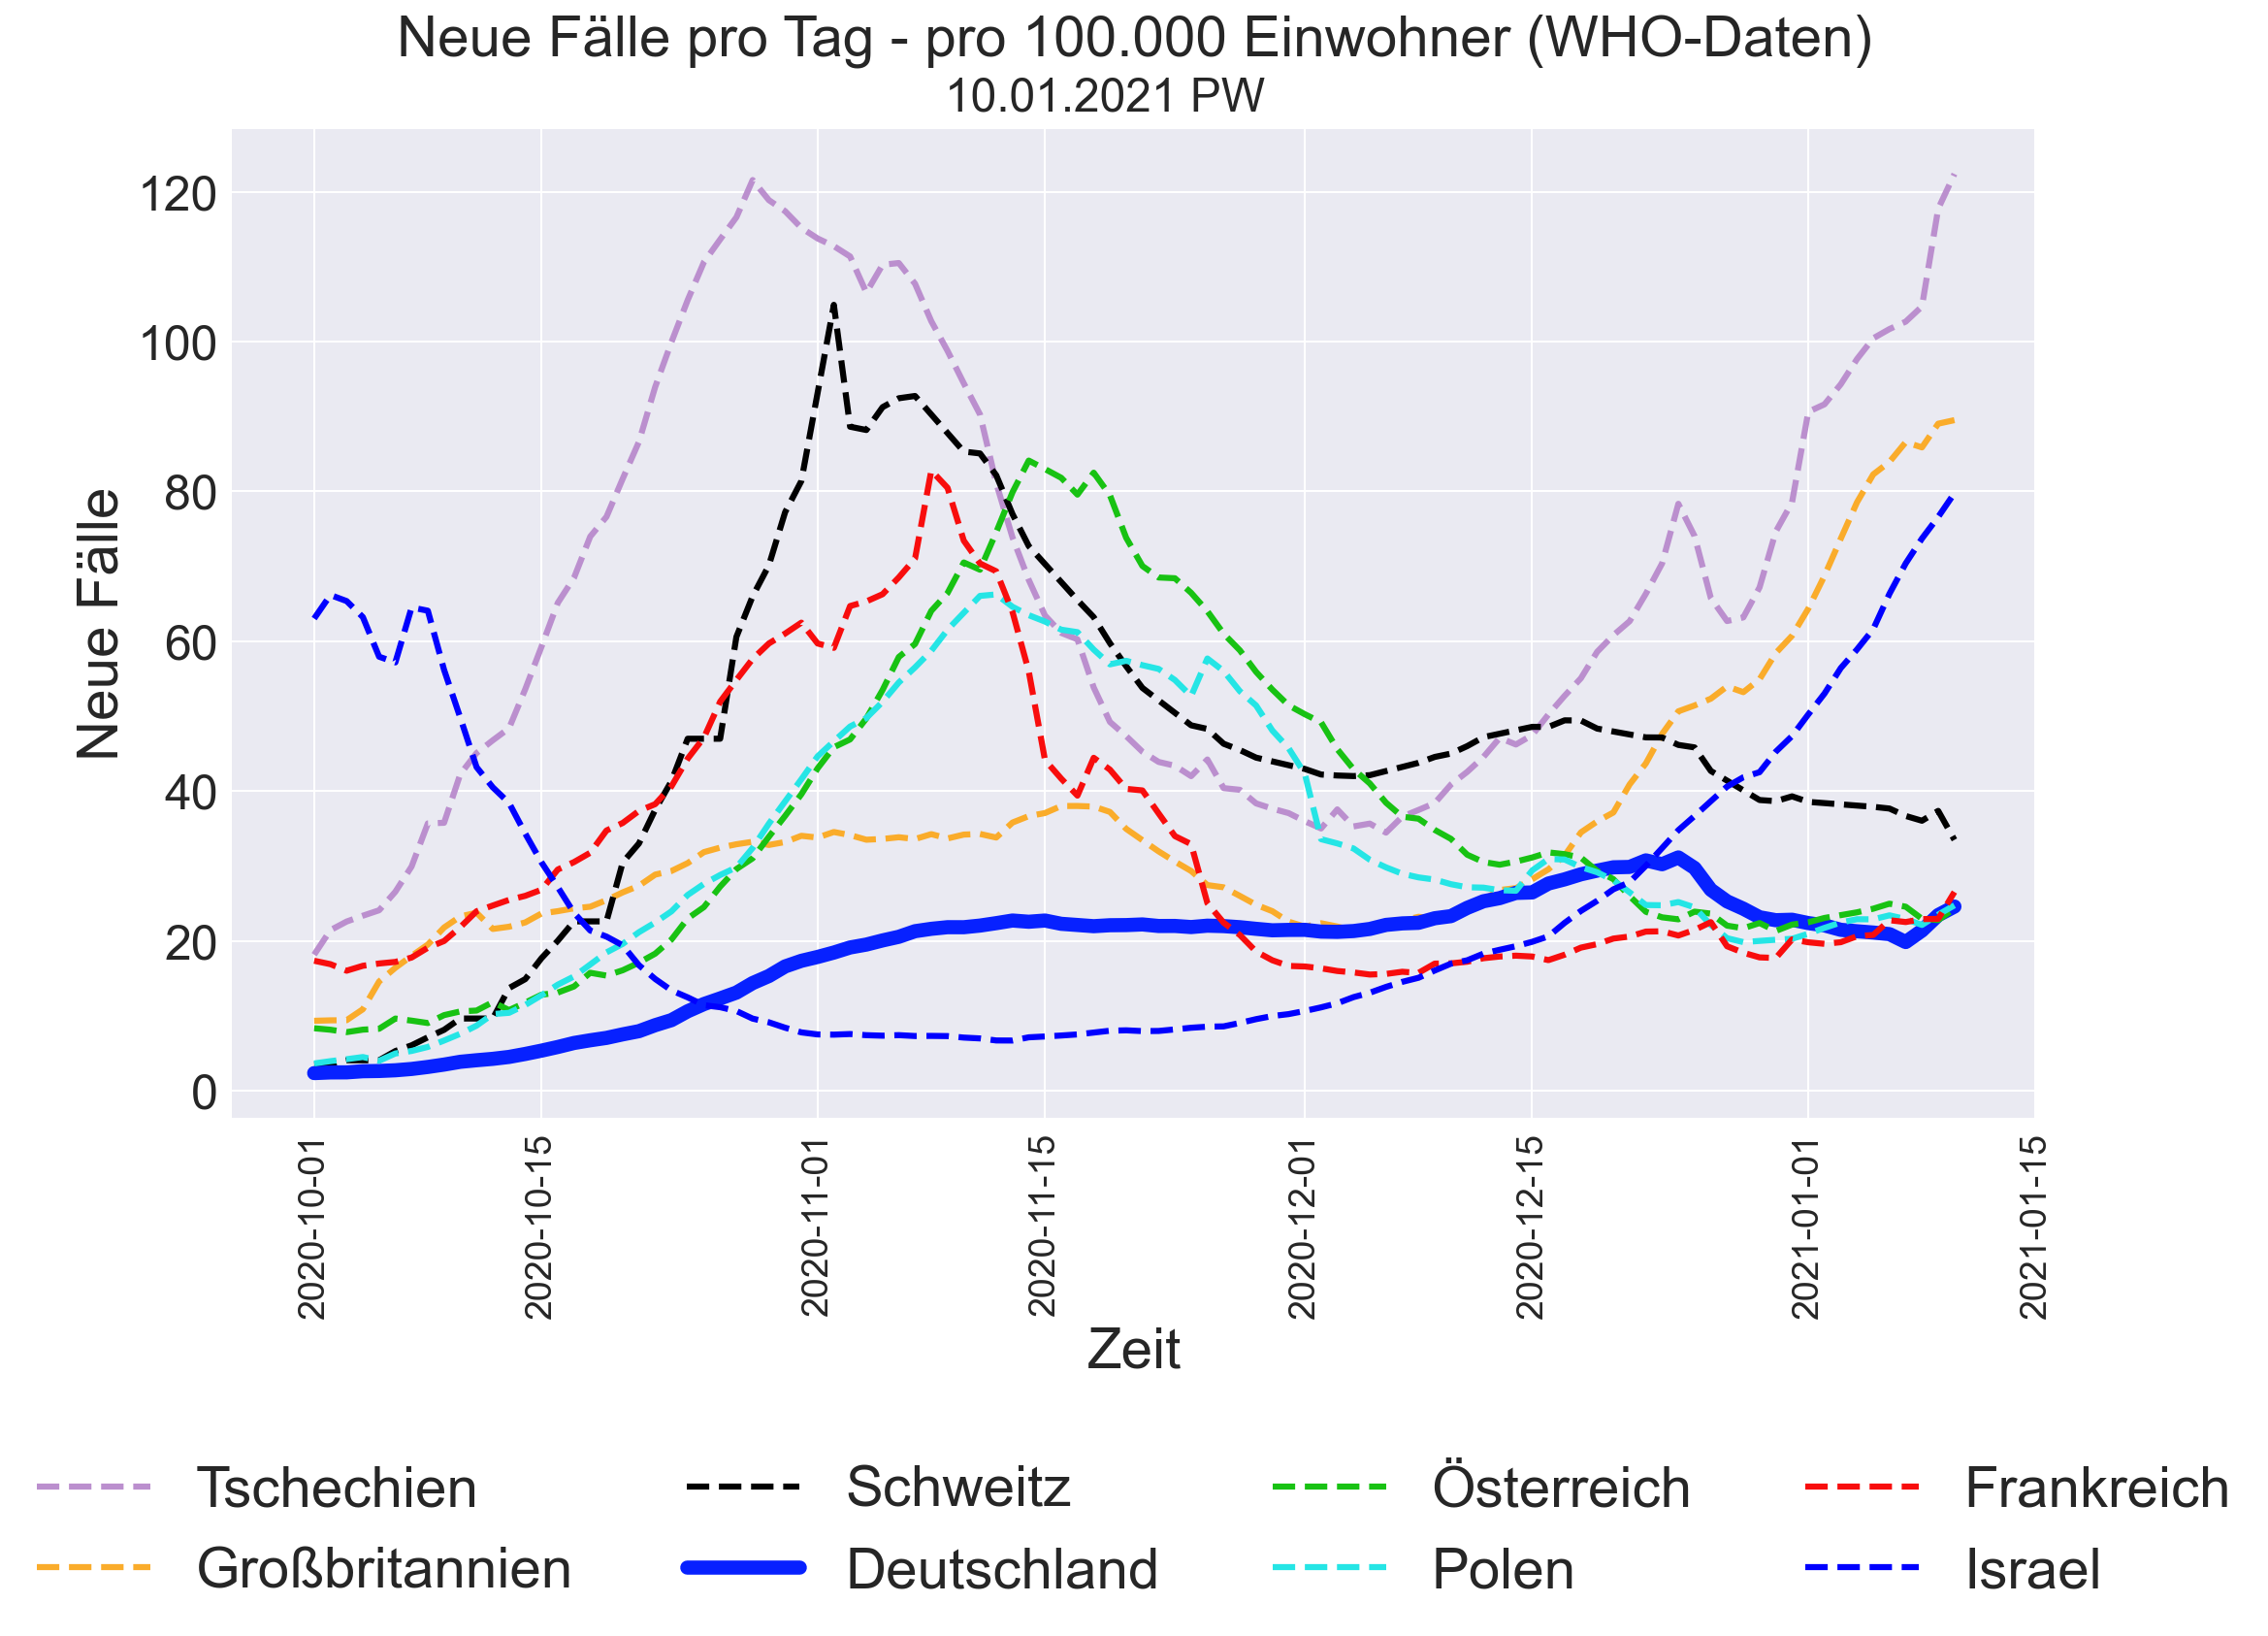 Neue Fälle pro Tag - pro 100.000 Einwohner (WHO-Daten)
10.01.2021 PW
Neue Fälle
120
100
80
60
40
20
0
2020-10-01
2020-10-15
2020-11-01
2020-11-15
2020-12-01
2020-12-15
2021-01-01
2021-01-15
Zeit
Tschechien
Schweitz
Österreich
Frankreich
Großbritannien
Deutschland
Polen
Israel